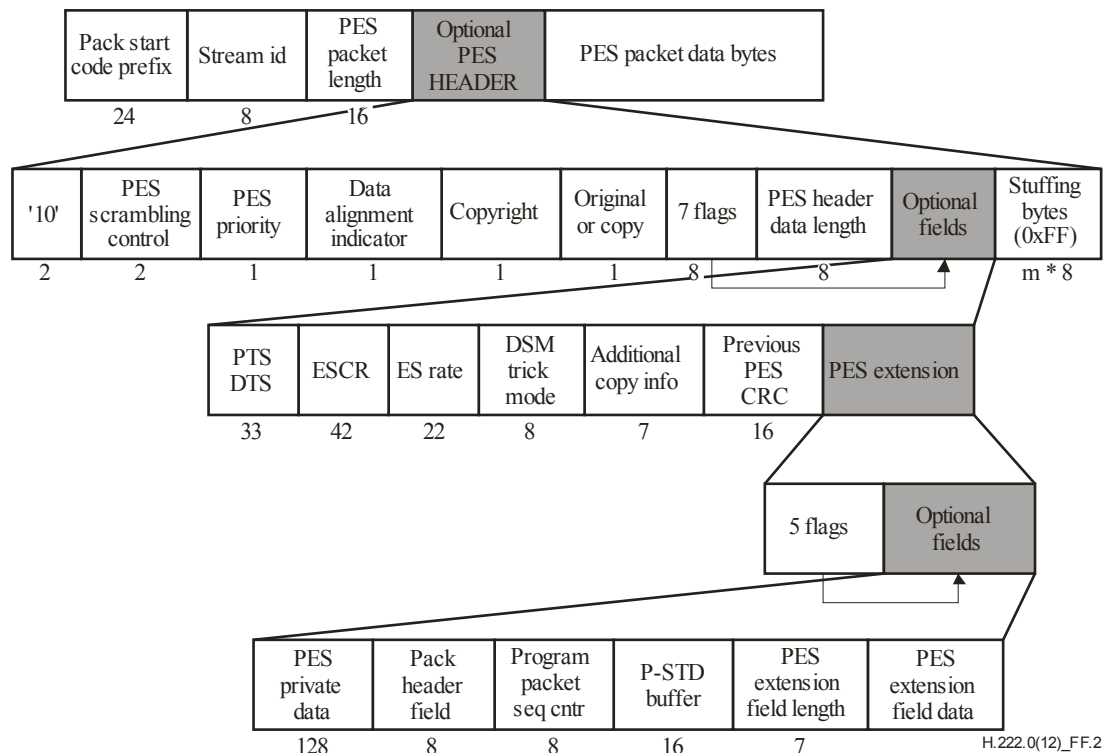 Pack start
code prefix
Stream id
PES
packet
length
Optional
PES
HEADER
PES packet data bytes
24
8
16
'10'
PES
scrambling
control
PES
priority
Data
alignment
indicator
Copyright
Original
or copy
7 flags
PES header
data length
Optional
fields
Stuffing
bytes
(0xFF)
2
2
1
1
1
1
8
8
m * 8
PTS
DTS
ESCR
ES rate
DSM
trick
mode
Additional
copy info
Previous
PES
CRC
PES extension
33
42
22
8
7
16
5 flags
Optional
fields
PES
private
data
Pack
header
field
Program
packet
seq cntr
P-STD
buffer
PES
extension
field length
PES
extension
field data
128
8
8
16
7
H.222.0(12)_FF.2